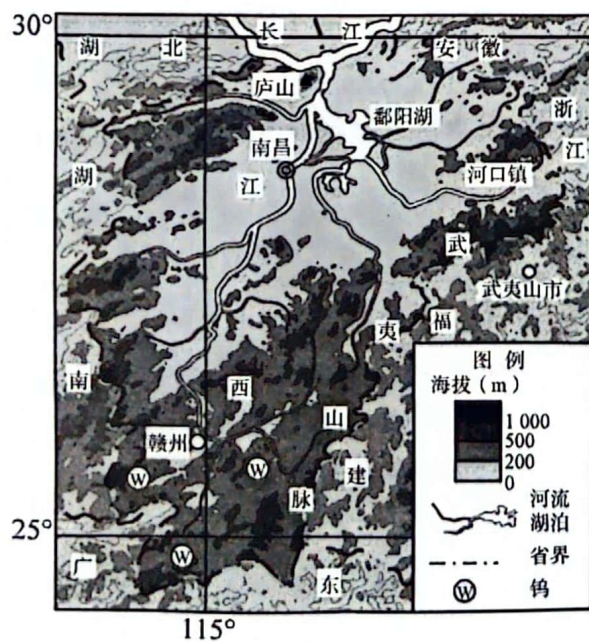 30°
湖 北 长 江 安 徽
庐山
鄱阳湖
浙
江
南昌
湖
江
河口镇
武
武夷山市
夷 福
南
西
山
赣州
建
脉
W
W
W
25°
广
东
115°
图 例
海拔（m）
1 000
500
200
0
河流
湖泊
省界
W 钨